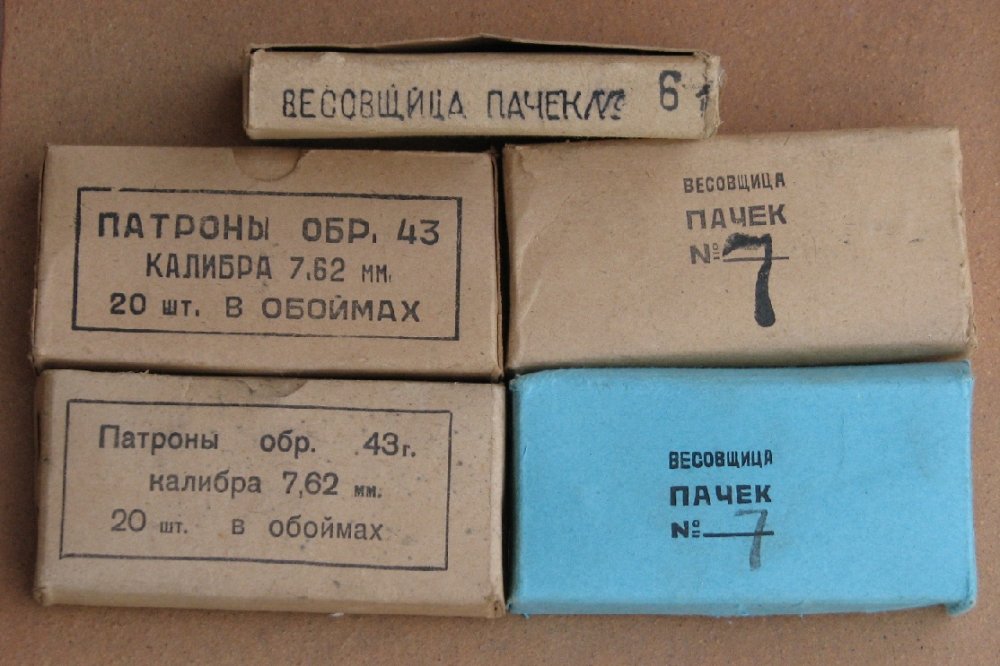 ВЕСОВЩИЦА ПАЧЕК № 61
ПАТРОНЫ ОБР. 43
КАЛИБРА 7.62 мм.
20 шт. В ОБОЙМАХ
ВЕСОВЩИЦА
ПАЧЕК
№ 7
Патроны обр. 43г.
калибра 7,62 мм.
20 шт. в обоймах
ВЕСОВЩИЦА
ПАЧЕК
№ 7